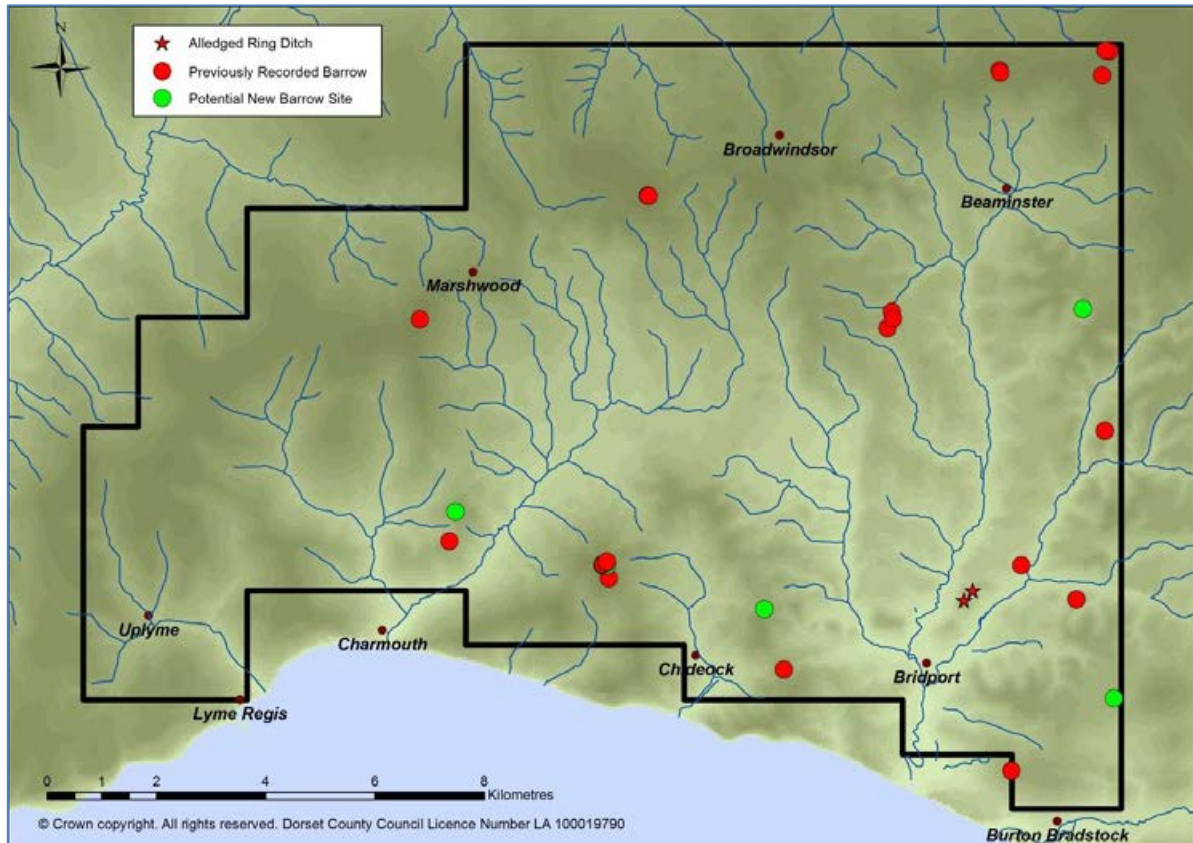 N
Alledged Ring Ditch
Previously Recorded Barrow
Potential New Barrow Site
Broadwindsor
Beaminster
Marshwood
Uplyme
Charmouth
Chideock
Bridport
Lyme Regis
0 1 2 4 6 8
Kilometres
© Crown copyright. All rights reserved. Dorset County Council Licence Number LA 100019790
Burton Bradstock